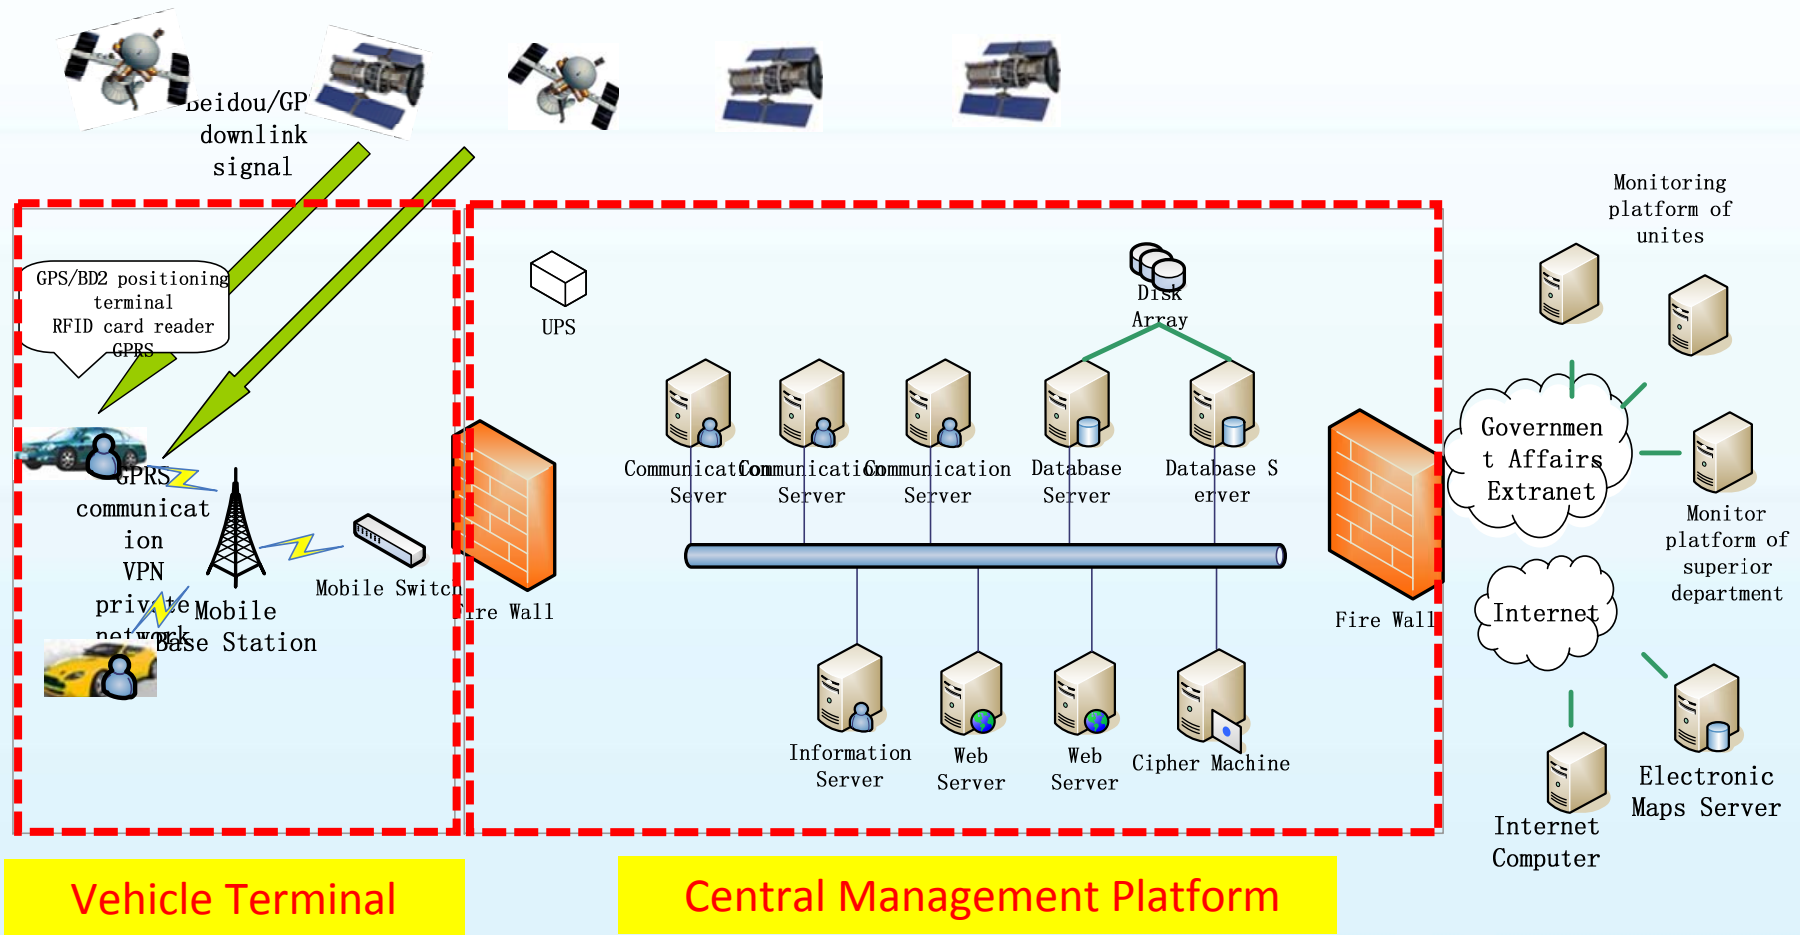 Beidou/GP
downlink
signal
GPS/BD2 positioning
terminal
RFID card reader
GPRS
GPRS
communicat
ion
VPN
private
network
Mobile
Base Station
Mobile Switch
Fire Wall
UPS
Disk
Array
Communication
Server
Communication
Server
Communication
Server
Database
Server
Database S
erver
Information
Server
Web
Server
Web
Server
Cipher Machine
Fire Wall
Monitoring
platform of
unites
Governmen
t Affairs
Extranet
Monitor
platform of
superior
department
Internet
Electronic
Maps Server
Internet
Computer
Vehicle Terminal
Central Management Platform